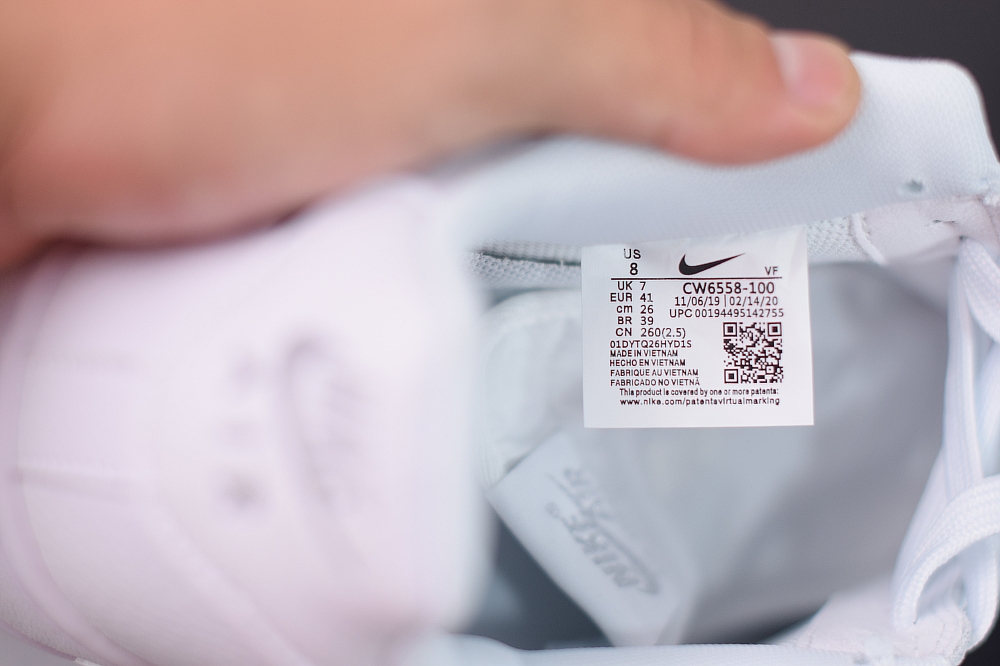 US
8
VF
UK 7
EUR 41
cm 26
BR 39
CN 260(2.5)
CW6558-100
11/06/19 | 02/14/20
UPC 00194495142755
01DYTQ26HYD1S
MADE IN VIETNAM
HECHO EN VIETNAM
FABRIQUE AU VIETNAM
FABRICADO NO VIETNÃ
This product is covered by one or more patents:
www.nike.com/patentsvirtualmarking
NIKE
AIR